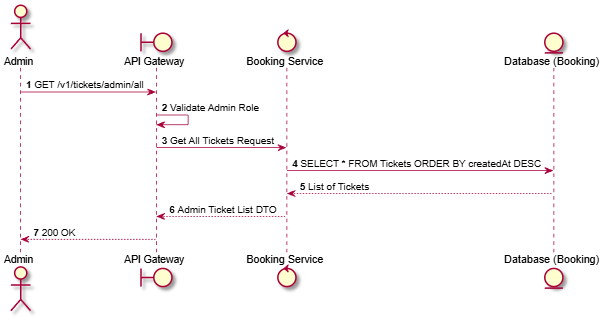 Admin
API Gateway
Booking Service
Database (Booking)
1 GET /v1/tickets/admin/all
2 Validate Admin Role
3 Get All Tickets Request
4 SELECT * FROM Tickets ORDER BY createdAt DESC
5 List of Tickets
6 Admin Ticket List DTO
7 200 OK
Admin
API Gateway
Booking Service
Database (Booking)